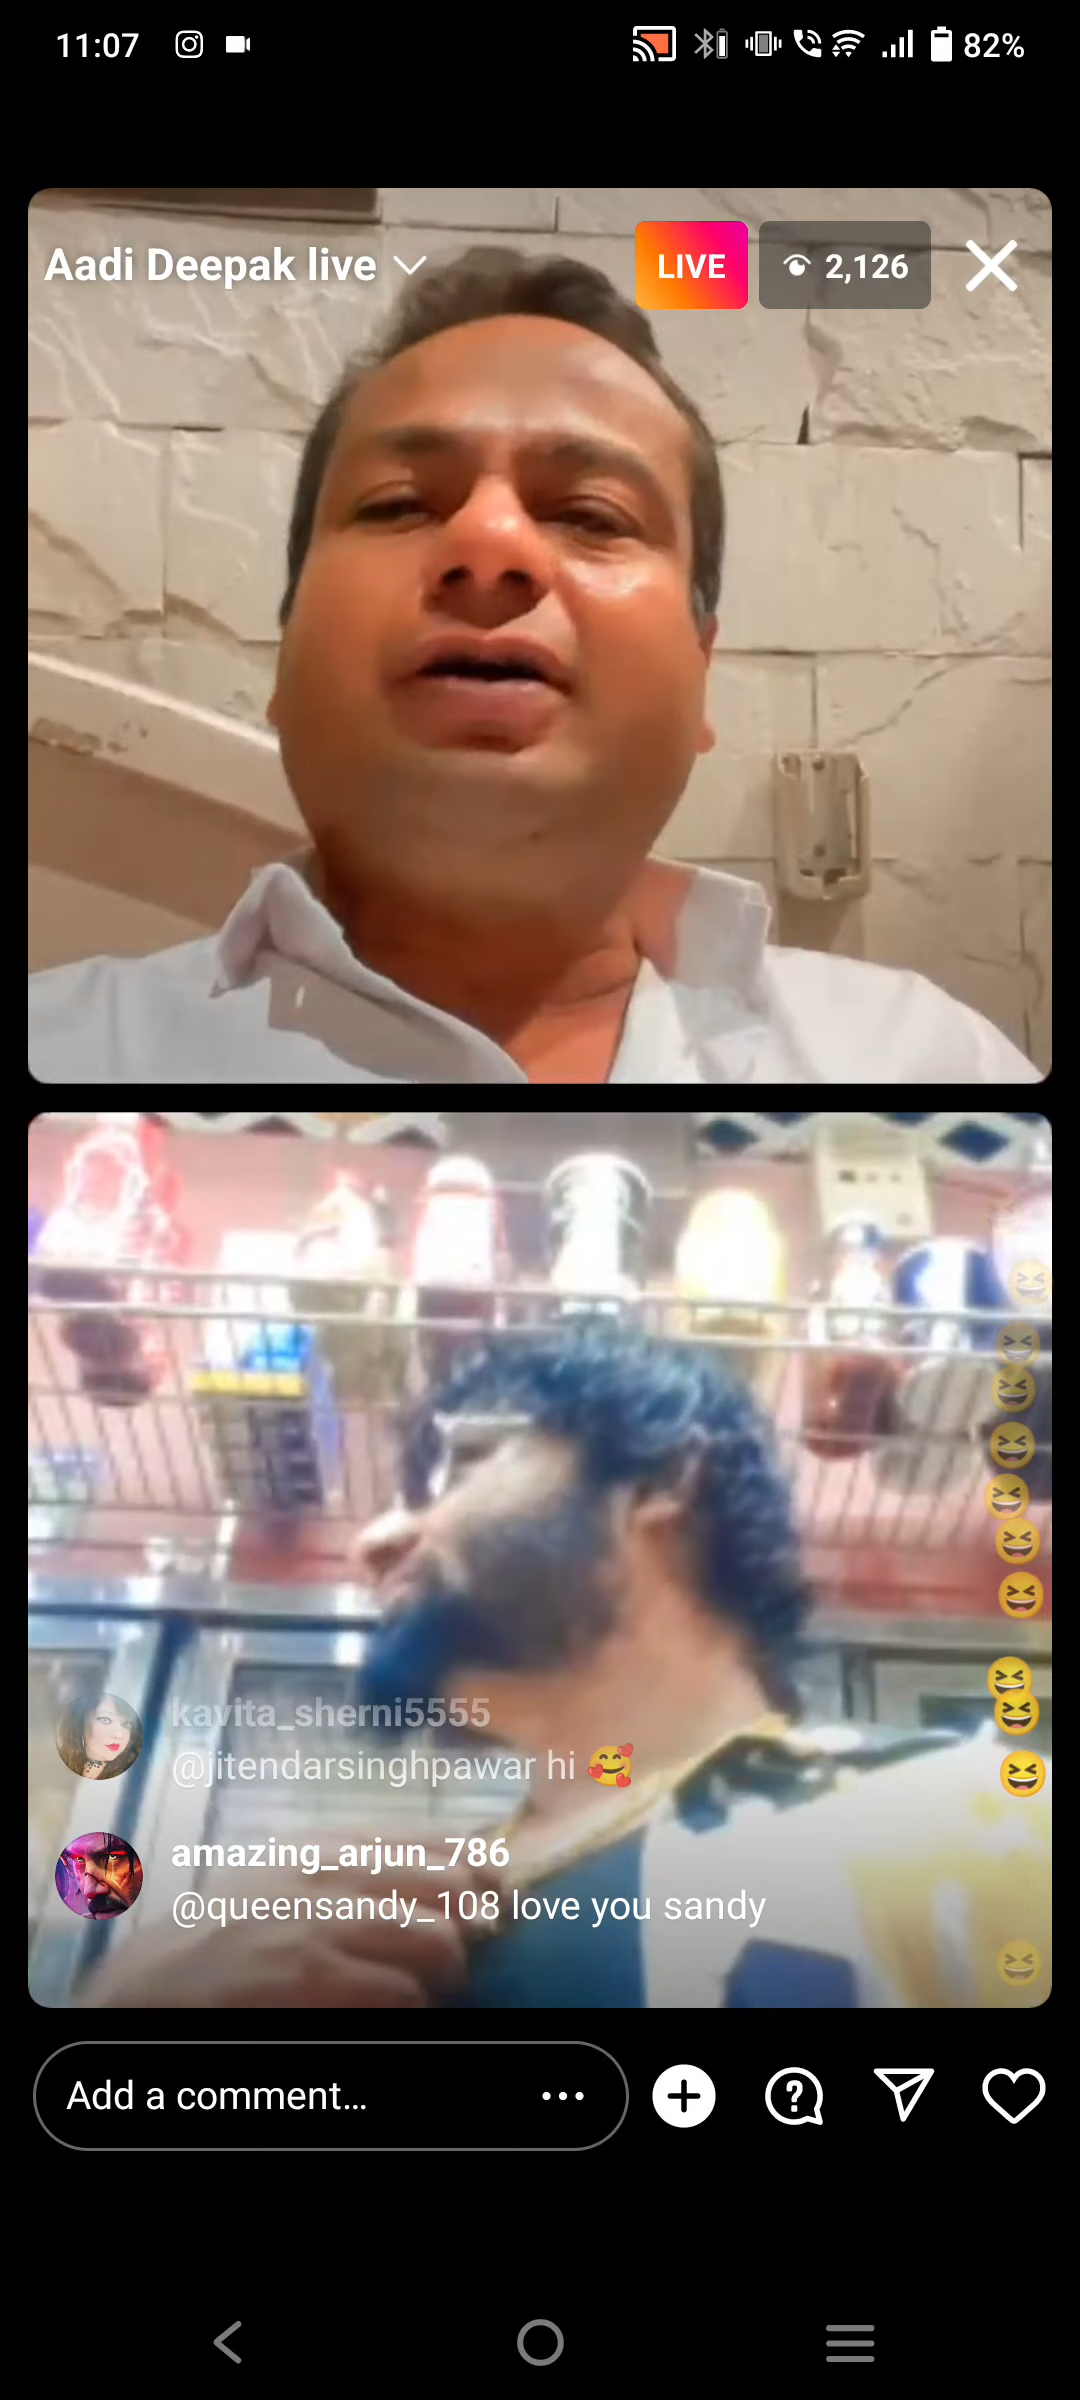 11:07
82%
Aadi Deepak live
LIVE
2,126
kavita_sherni5555
@jitendarsinghpawar hi 🥰
amazing_arjun_786
@queensandy_108 love you sandy
Add a comment...